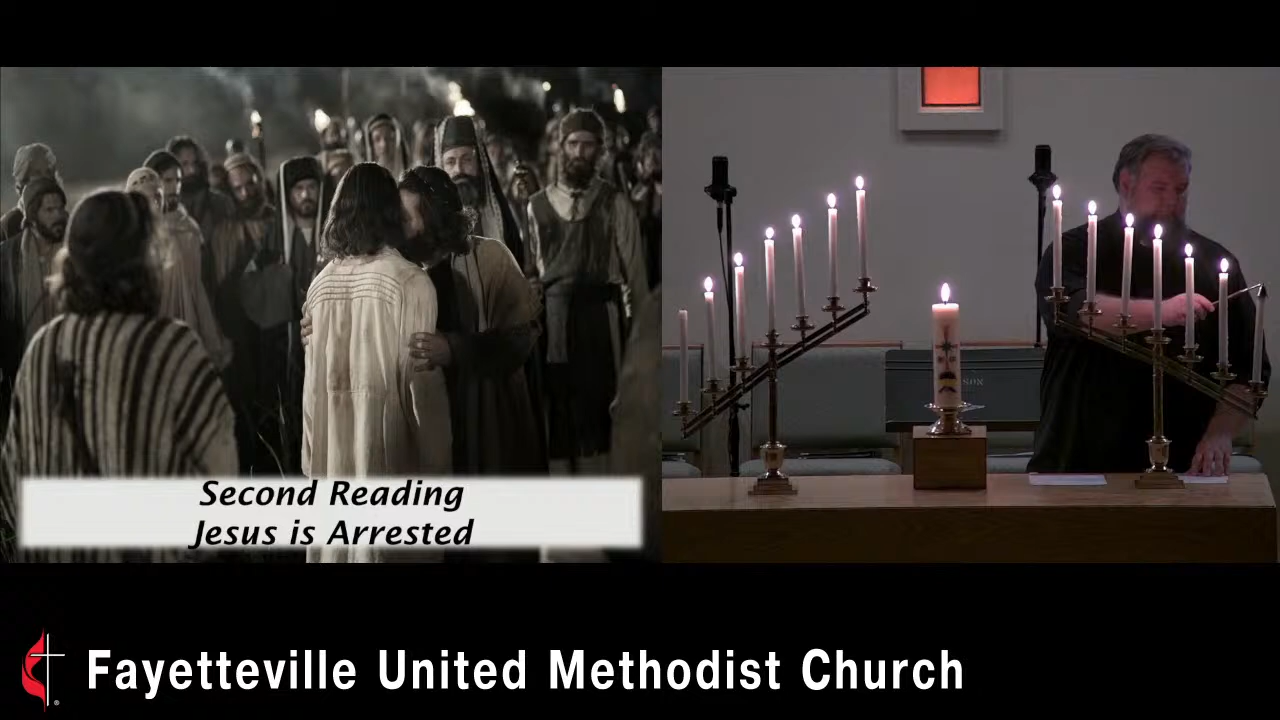 Second Reading
Jesus is Arrested
Fayetteville United Methodist Church